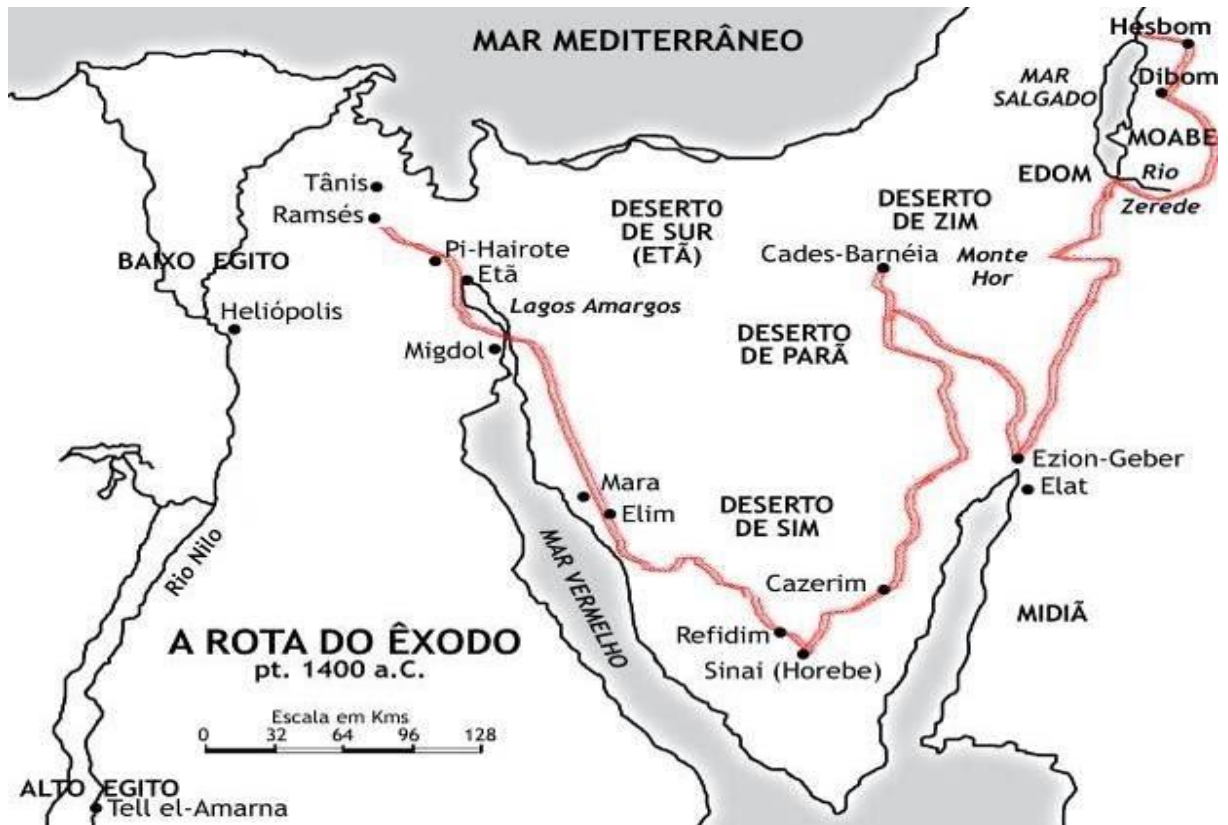 MAR MEDITERRÂNEO
Hesbom
MAR
SALGADO
Dibom
MOABE
EDOM
Rio
Zerede
Tânis
Ramsés
DESERTO
DE SUR
(ETÃ)
DESERTO
DE ZIM
Pi-Hairote
Etã
Cades-Barnéia
Monte
Hor
BAIXO EGITO
Lagos Amargos
Heliópolis
DESERTO
DE PARÃ
Migdol
Ezion-Geber
Elat
Mara
Elim
DESERTO
DE SIM
Rio Nilo
MAR VERMELHO
Cazerim
MIDIÃ
Refidim
Sinai (Horebe)
A ROTA DO ÊXODO
pt. 1400 a.C.
Escala em Kms
0 32 64 96 128
ALTO EGITO
Tell el-Amarna